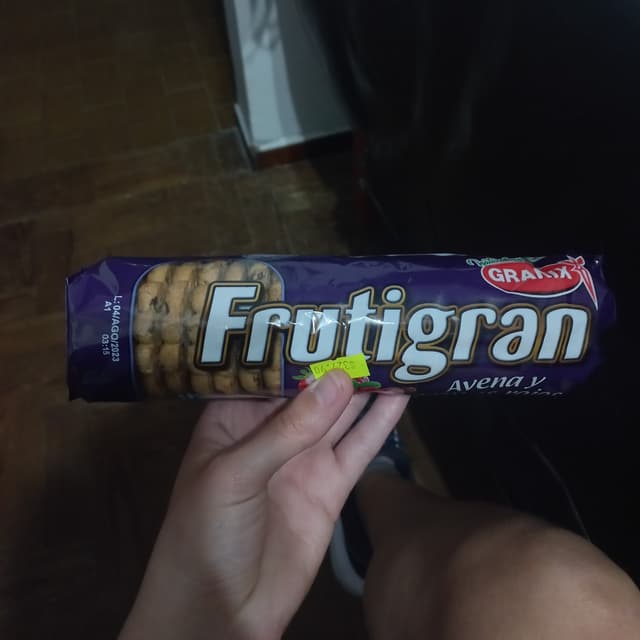 L: 04/AGO/2023
A1
03:15
GRANIX
Frutigran
Avena y